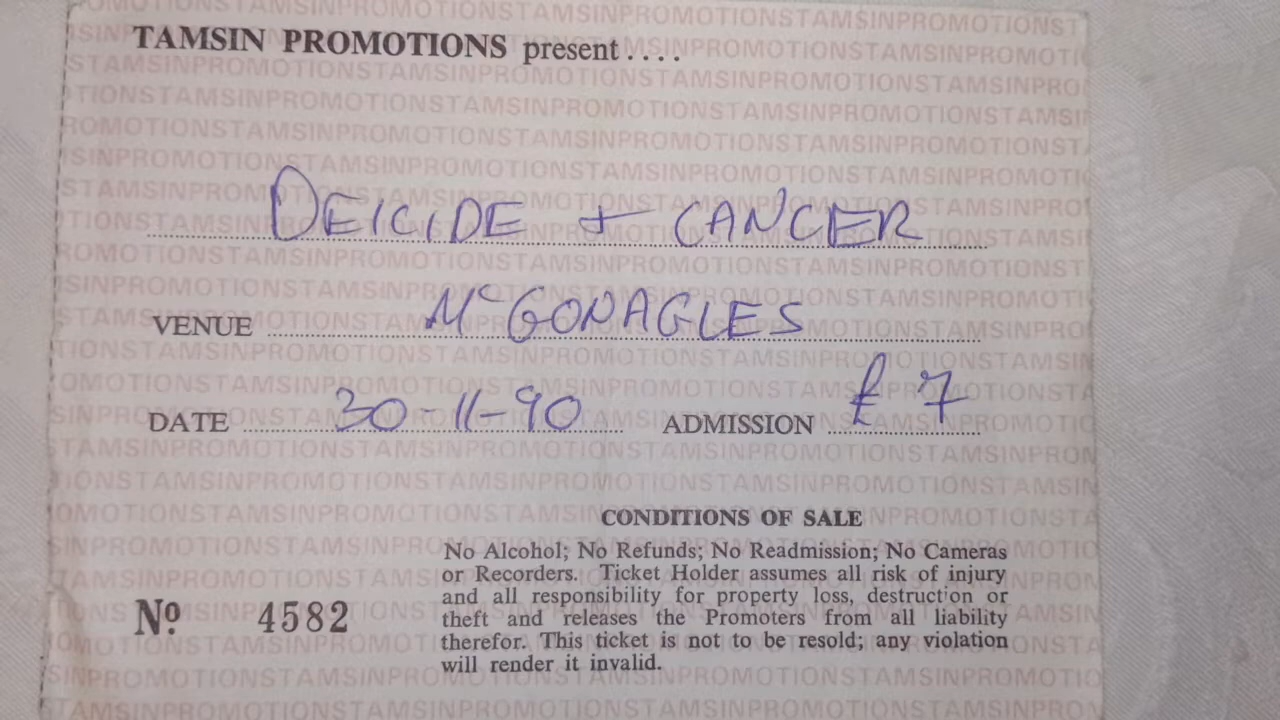 TAMSIN PROMOTIONS present....
DEICIDE + CANCER
VENUE Mc GONAGLES
DATE 30-11-90 ADMISSION £7
CONDITIONS OF SALE
No Alcohol; No Refunds; No Readmission; No Cameras
or Recorders. Ticket Holder assumes all risk of injury
and all responsibility for property loss, destruction or
theft and releases the Promoters from all liability
therefor. This ticket is not to be resold; any violation
will render it invalid.
No 4582